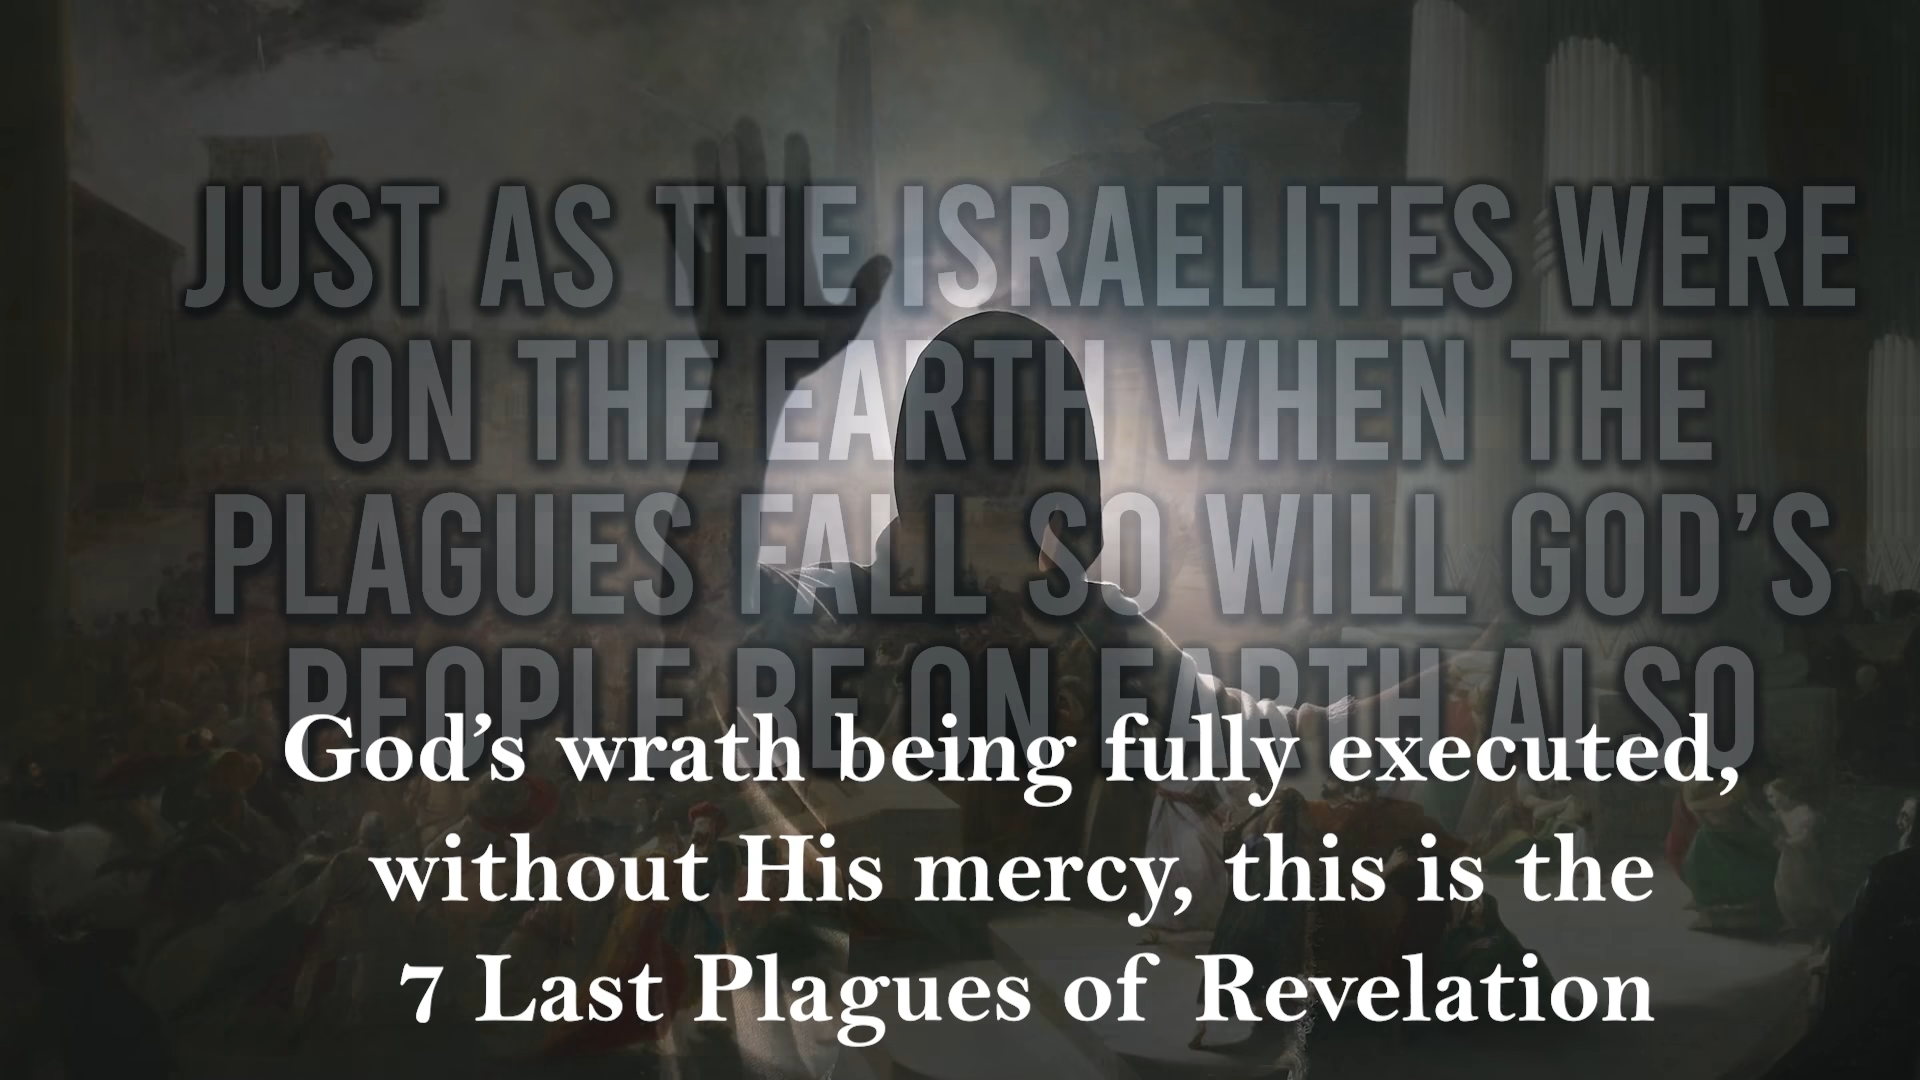 JUST AS THE ISRAELITES WERE
ON THE EARTH WHEN THE
PLAGUES FALL SO WILL GOD’S
PEOPLE BE ON EARTH ALSO
God’s wrath being fully executed,
without His mercy, this is the
7 Last Plagues of Revelation